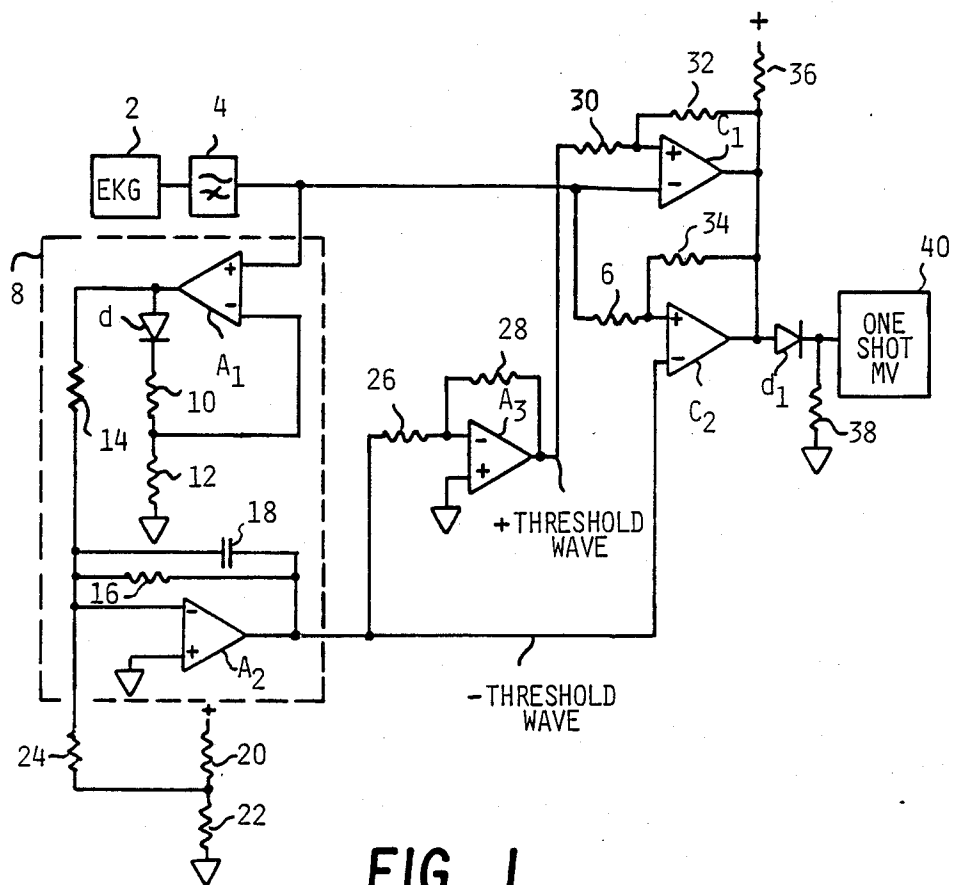 +
32
36
2
4
30
C1
EKG
+
-
34
40
8
+
-
6
d
A1
+
-
ONE
SHOT
MV
28
10
26
A3
C2
d1
14
-
+
38
12
+THRESHOLD
WAVE
18
16
-
+
A2
-THRESHOLD
WAVE
+
24
20
22
FIG 1